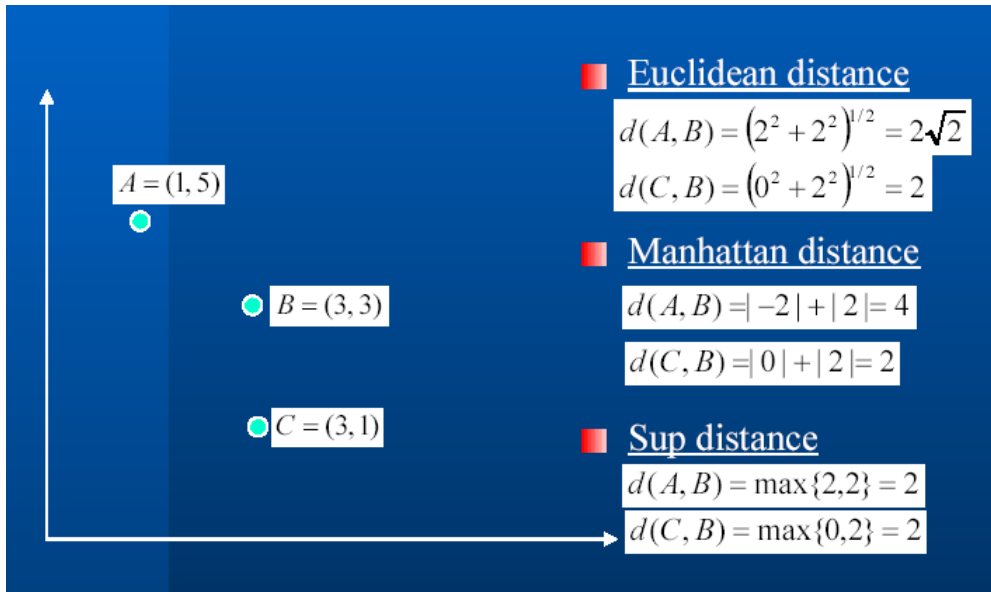 Euclidean distance
d(A, B) = (2² + 2²)^1/2 = 2√2
d(C, B) = (0² + 2²)^1/2 = 2
A = (1, 5)
Manhattan distance
B = (3, 3)
d(A, B) =| −2 | + | 2 |= 4
d(C, B) =| 0 | + | 2 |= 2
C = (3, 1)
Sup distance
d(A, B) = max{2,2} = 2
d(C, B) = max{0,2} = 2